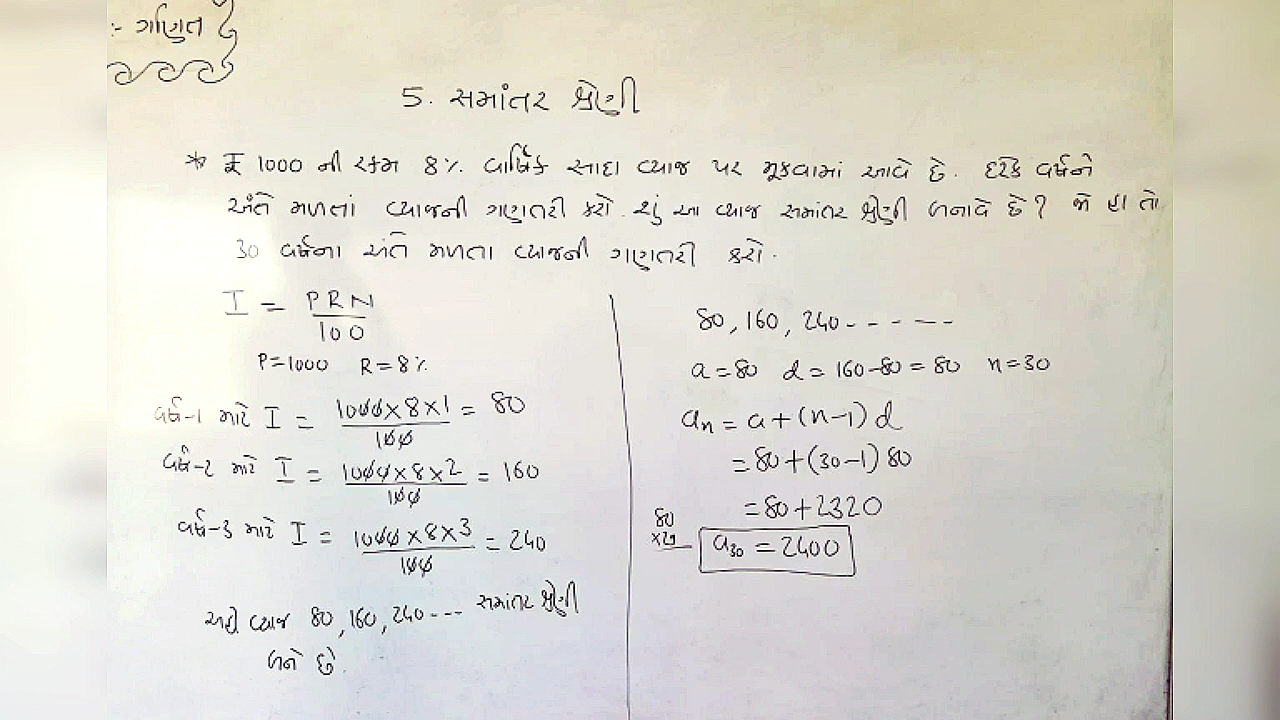 :- ગણિત
5. સમાંતર શ્રેણી
* ₹ 1000 ની રકમ 8% વાર્ષિક સાદા વ્યાજ પર મૂકવામાં આવે છે. દરેક વર્ષને
અંતે મળતાં વ્યાજની ગણતરી કરો. શું આ વ્યાજ સમાંતર શ્રેણી બનાવે છે? જો હા તો
30 વર્ષના અંતે મળતા વ્યાજની ગણતરી કરો.
I = PRN/100
P=1000 R=8%
વર્ષ-1 માટે I = 1000×8×1/100 = 80
વર્ષ-2 માટે I = 1000×8×2/100 = 160
વર્ષ-3 માટે I = 1000×8×3/100 = 240
અહીં વ્યાજ 80, 160, 240--- સમાંતર શ્રેણી
બને છે.
80, 160, 240------
a=80 d=160-80=80 n=30
an = a+(n-1)d
=80+(30-1)80
=80+2320
80
×29
a30 = 2400